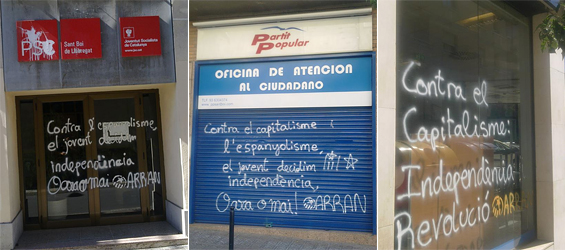 PSC
Sant Boi
de Llobregat
Joventut Socialista
de Catalunya
Contra l'espanyolisme,
el jovent decidim
independència
O ara o mai ARRAN
Partit
Popular
OFICINA DE ATENCION
AL CIUDADANO
Contra el capitalisme i
l'espanyolisme,
el jovent decidim
independència,
O ara o mai! ARRAN
Contra el
Capitalisme:
Independència i
Revolució ARRAN